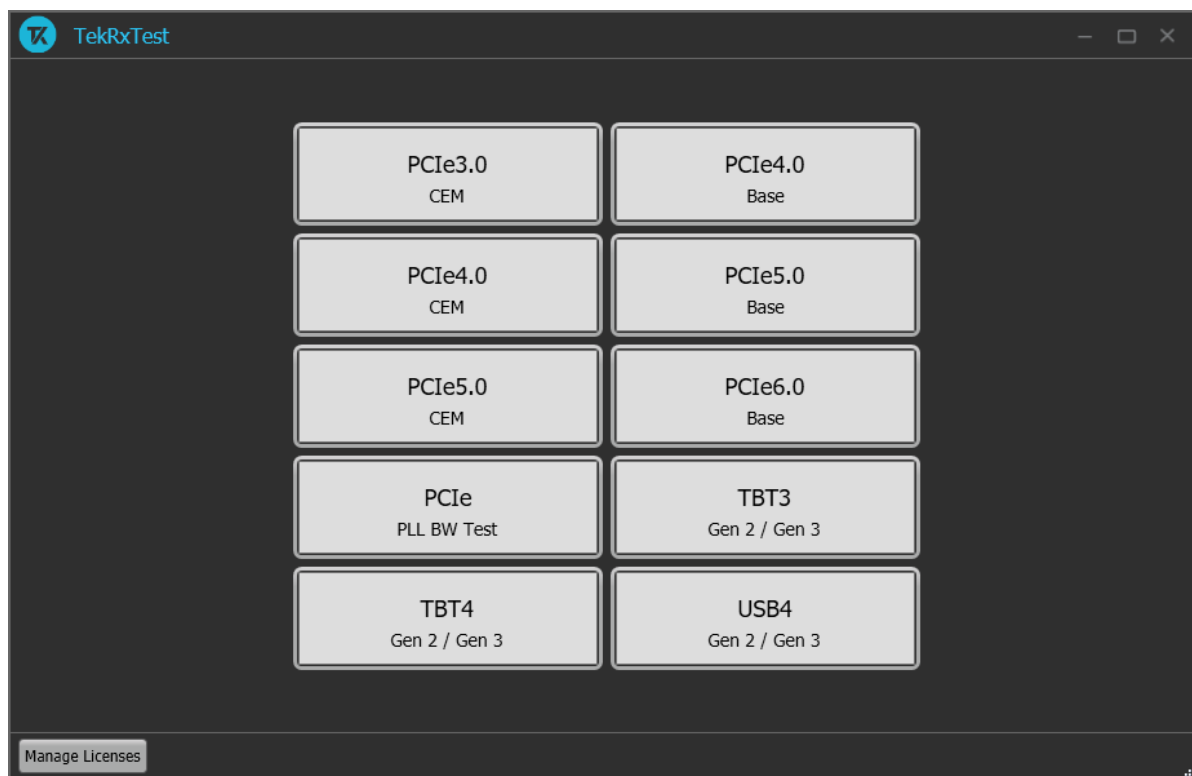 TekRxTest
PCIe3.0
CEM
PCIe4.0
Base
PCIe4.0
CEM
PCIe5.0
Base
PCIe5.0
CEM
PCIe6.0
Base
PCIe
PLL BW Test
TBT3
Gen 2 / Gen 3
TBT4
Gen 2 / Gen 3
USB4
Gen 2 / Gen 3
Manage Licenses